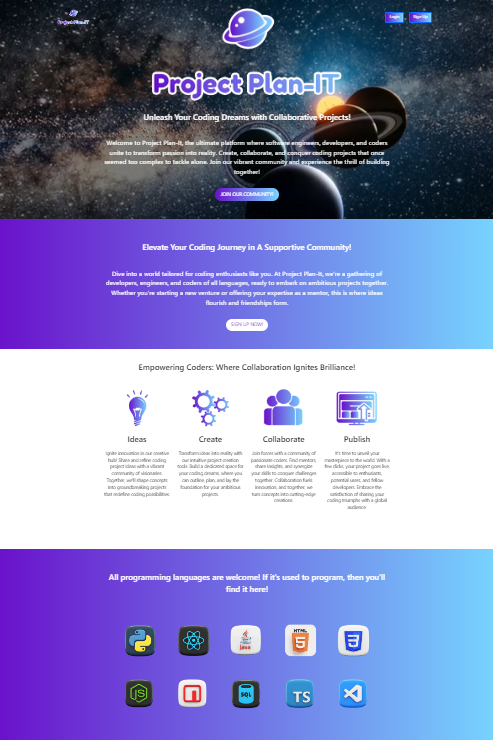 Project Plan-IT
Login
Sign Up
Project Plan-IT
Unleash Your Coding Dreams with Collaborative Projects!
Welcome to Project Plan-It, the ultimate platform where software engineers, developers, and coders
unite to transform passion into reality. Create, collaborate, and conquer coding projects that once
seemed too complex to tackle alone. Join our vibrant community and experience the thrill of building
together!
JOIN OUR COMMUNITY!
Elevate Your Coding Journey in A Supportive Community!
Dive into a world tailored for coding enthusiasts like you. At Project Plan-It, we're a gathering of
developers, engineers, and coders of all languages, ready to embark on ambitious projects together.
Whether you're starting a new venture or offering your expertise as a mentor, this is where ideas
flourish and friendships form.
SIGN UP NOW!
Empowering Coders: Where Collaboration Ignites Brilliance!
Ideas
Ignite innovation in our creative
hub! Share and refine coding
project ideas with a vibrant
community of visionaries.
Together, we'll shape concepts
into groundbreaking projects
that redefine coding possibilities.
Create
Transform ideas into reality with
our intuitive project creation
tools. Build a dedicated space for
your coding dreams, where you
can outline, plan, and lay the
foundation for your ambitious
projects.
Collaborate
Join forces with a community of
passionate coders. Find mentors,
share insights, and synergize
your skills to conquer challenges
together. Collaboration fuels
innovation, and together, we
turn concepts into cutting-edge
creations.
Publish
It's time to unveil your
masterpiece to the world. With a
few clicks, your project goes live,
accessible to enthusiasts,
potential users, and fellow
developers. Embrace the
satisfaction of sharing your
coding triumphs with a global
audience
All programming languages are welcome! If it's used to program, then you'll
find it here!
Java
HTML
5
3
JS
SQL
TS